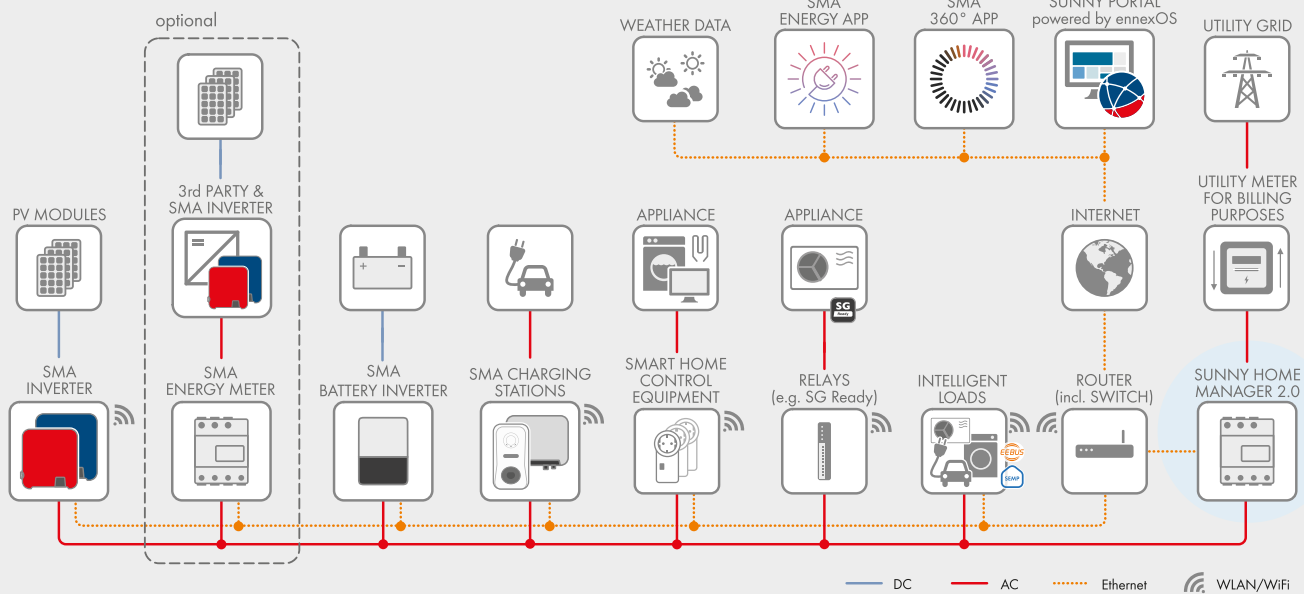 optional
WEATHER DATA
SMA
ENERGY APP
SMA
360° APP
SUNNY PORTAL
powered by ennexOS
UTILITY GRID
PV MODULES
3rd PARTY &
SMA INVERTER
APPLIANCE
APPLIANCE
SG
Ready
INTERNET
UTILITY METER
FOR BILLING
PURPOSES
SMA
INVERTER
SMA
ENERGY METER
SMA
BATTERY INVERTER
SMA CHARGING
STATIONS
SMART HOME
CONTROL
EQUIPMENT
RELAYS
(e.g. SG Ready)
INTELLIGENT
LOADS
EEBUS
SEMP
ROUTER
(incl. SWITCH)
SUNNY HOME
MANAGER 2.0
DC
AC
Ethernet
WLAN/WiFi